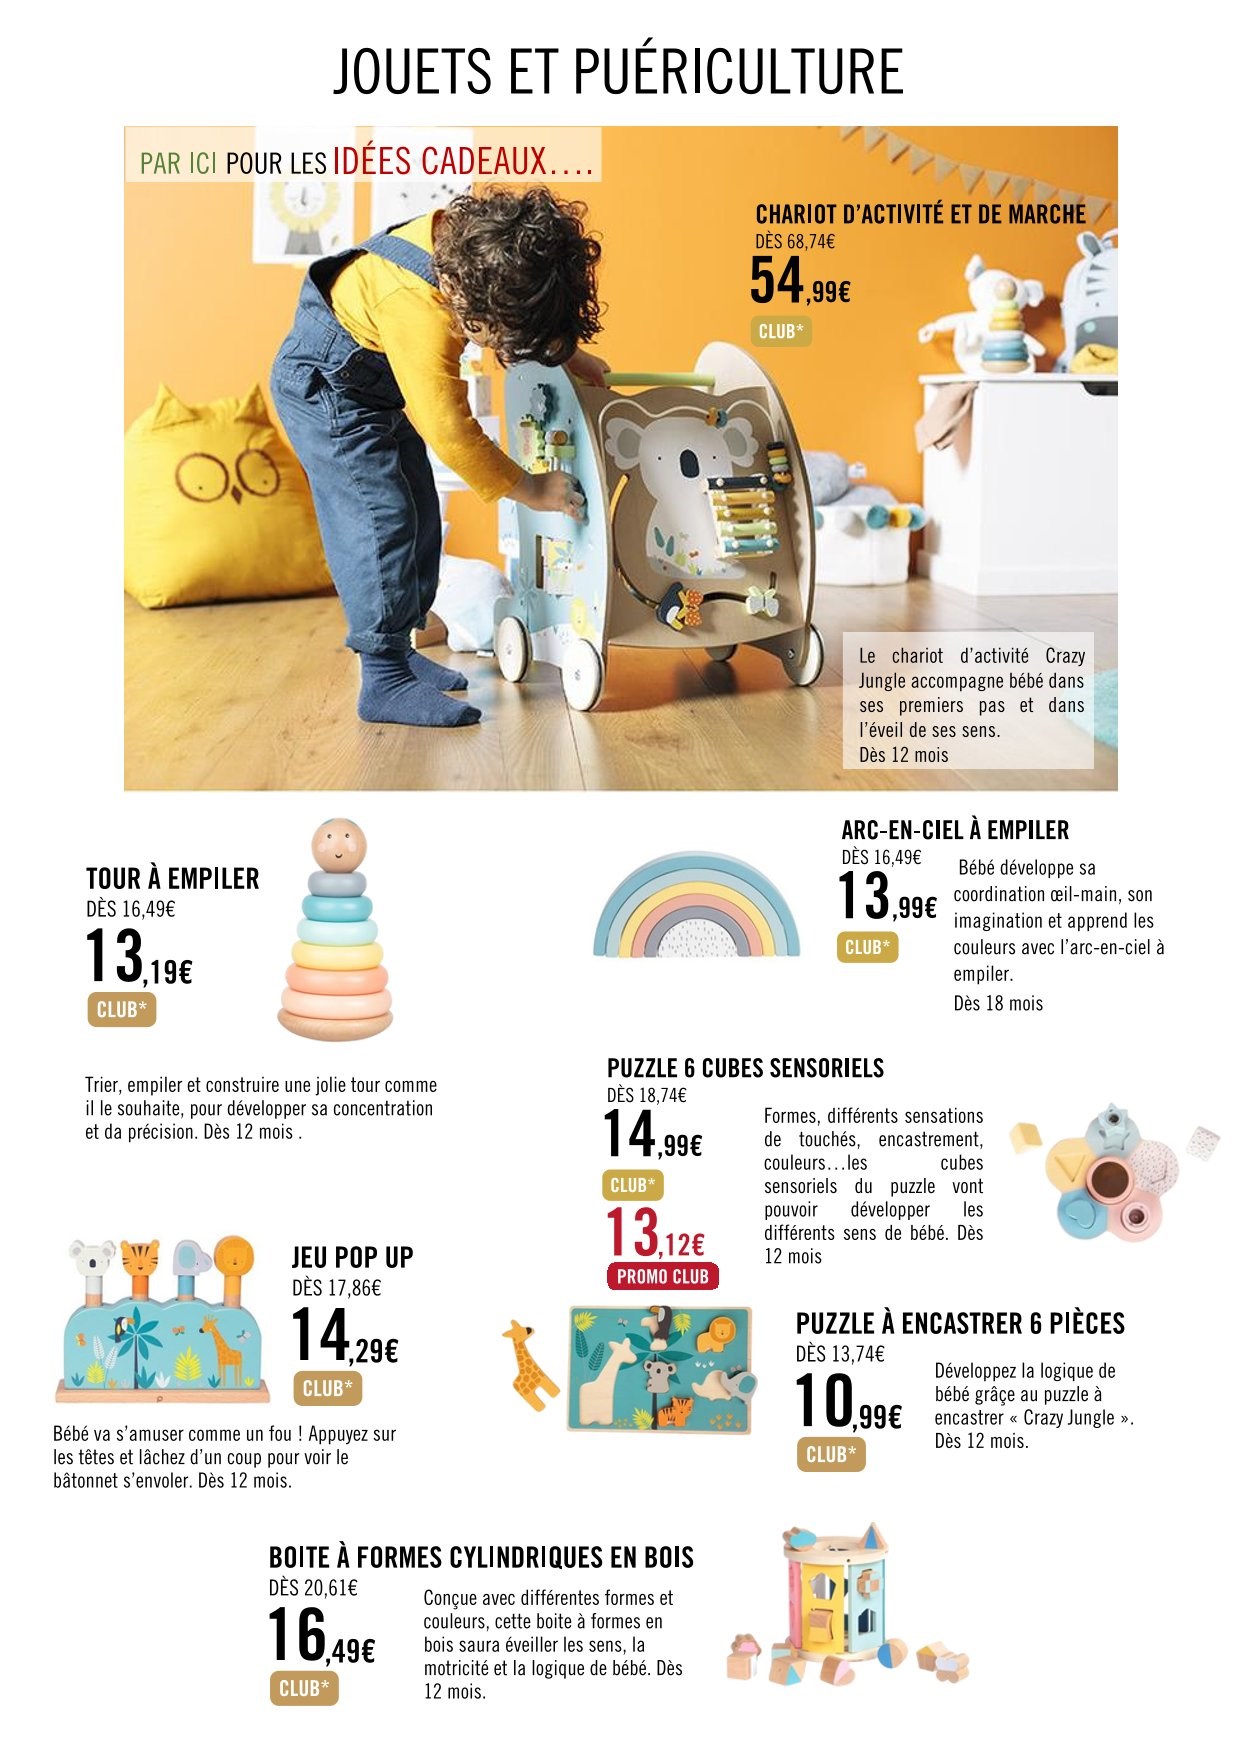 JOUETS ET PUÉRICULTURE
PAR ICI POUR LES IDÉES CADEAUX....
CHARIOT D'ACTIVITÉ ET DE MARCHE
DÈS 68,74€
54,99€
CLUB*
Le chariot d'activité Crazy
Jungle accompagne bébé dans
ses premiers pas et dans
l'éveil de ses sens.
Dès 12 mois
TOUR À EMPILER
DÈS 16,49€
13,19€
CLUB*
Trier, empiler et construire une jolie tour comme
il le souhaite, pour développer sa concentration
et da précision. Dès 12 mois .
ARC-EN-CIEL À EMPILER
DÈS 16,49€
13,99€
CLUB*
Bébé développe sa
coordination œil-main, son
imagination et apprend les
couleurs avec l'arc-en-ciel à
empiler.
Dès 18 mois
PUZZLE 6 CUBES SENSORIELS
DÈS 18,74€
14,99€
CLUB*
13,12€
PROMO CLUB
Formes, différents sensations
de touchés, encastrement,
couleurs...les cubes
sensoriels du puzzle vont
pouvoir développer les
différents sens de bébé. Dès
12 mois
JEU POP UP
DÈS 17,86€
14,29€
CLUB*
Bébé va s'amuser comme un fou ! Appuyez sur
les têtes et lâchez d'un coup pour voir le
bâtonnet s'envoler. Dès 12 mois.
PUZZLE À ENCASTRER 6 PIÈCES
DÈS 13,74€
10,99€
CLUB*
Développez la logique de
bébé grâce au puzzle à
encastrer « Crazy Jungle ».
Dès 12 mois.
BOITE À FORMES CYLINDRIQUES EN BOIS
DÈS 20,61€
16,49€
CLUB*
Conçue avec différentes formes et
couleurs, cette boite à formes en
bois saura éveiller les sens, la
motricité et la logique de bébé. Dès
12 mois.